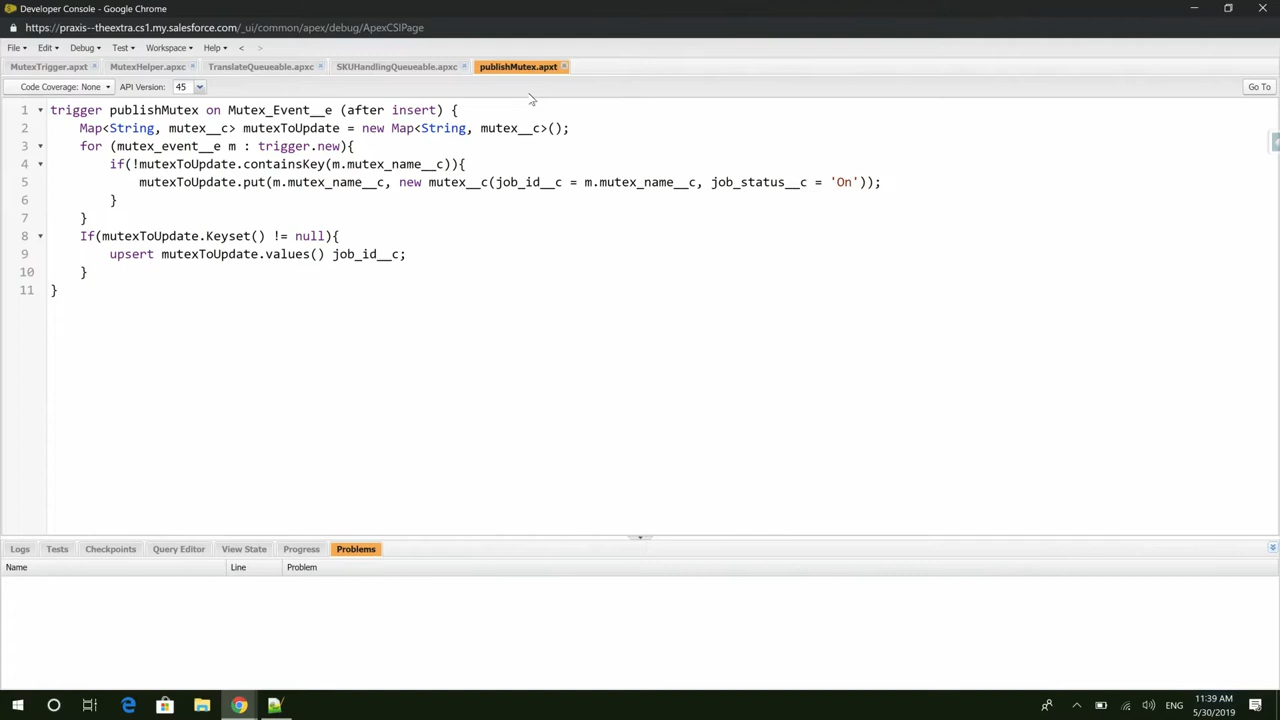 Developer Console - Google Chrome
https://praxis--theextra.cs1.my.salesforce.com/_ui/common/apex/debug/ApexCSIPage
File Edit Debug Test Workspace Help < >
MutexTrigger.apxt MutexHelper.apxc TranslateQueueable.apxc SKUHandlingQueueable.apxc publishMutex.apxt
Code Coverage: None API Version: 45 Go To
1 trigger publishMutex on Mutex_Event__e (after insert) {
2 Map<String, mutex__c> mutexToUpdate = new Map<String, mutex__c>();
3 for (mutex_event__e m : trigger.new){
4 if(!mutexToUpdate.containsKey(m.mutex_name__c)){
5 mutexToUpdate.put(m.mutex_name__c, new mutex__c(job_id__c = m.mutex_name__c, job_status__c = 'On'));
6 }
7 }
8 If(mutexToUpdate.Keyset() != null){
9 upsert mutexToUpdate.values() job_id__c;
10 }
11 }
Logs Tests Checkpoints Query Editor View State Progress Problems
Name Line Problem
ENG
11:39 AM
5/30/2019